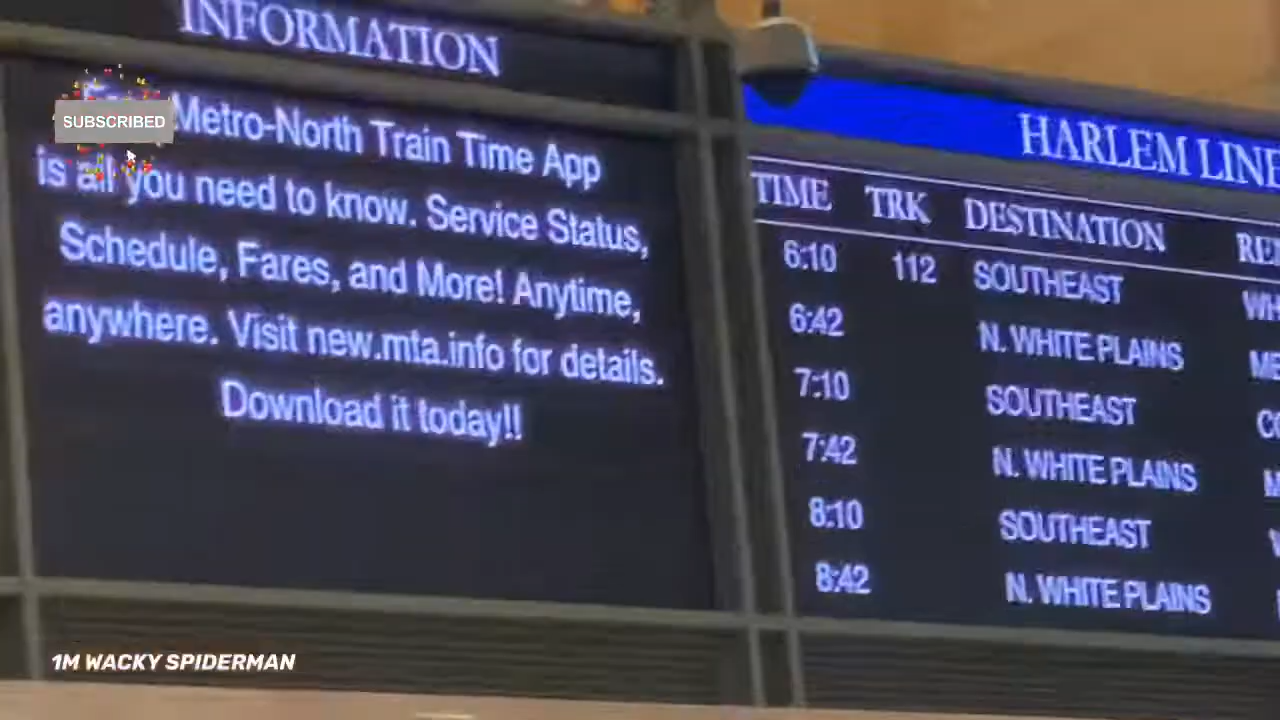 INFORMATION
SUBSCRIBED
Metro-North Train Time App
is all you need to know. Service Status,
Schedule, Fares, and More! Anytime,
anywhere. Visit new.mta.info for details.
Download it today!!
HARLEM LINE
TIME TRK DESTINATION
6:10 112 SOUTHEAST
6:42 N. WHITE PLAINS
7:10 SOUTHEAST
7:42 N. WHITE PLAINS
8:10 SOUTHEAST
8:42 N. WHITE PLAINS
1M WACKY SPIDERMAN